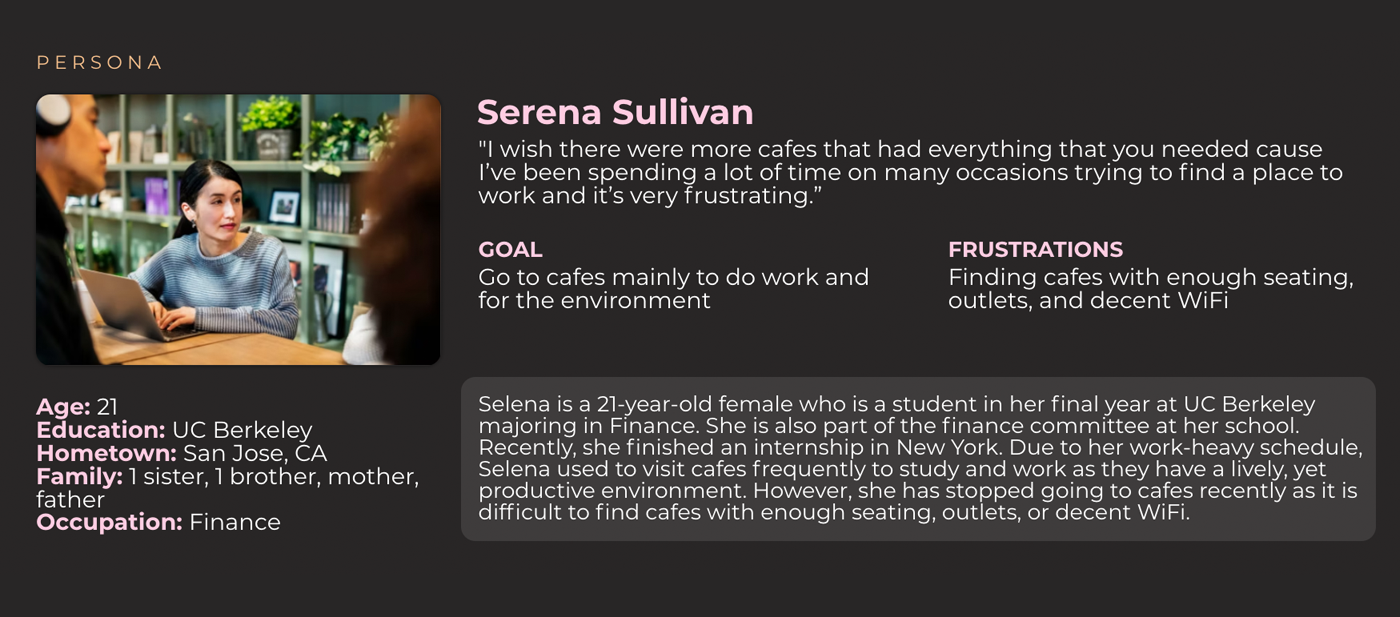 PERSONA
Serena Sullivan
"I wish there were more cafes that had everything that you needed cause
I’ve been spending a lot of time on many occasions trying to find a place to
work and it’s very frustrating.”
GOAL
Go to cafes mainly to do work and
for the environment
FRUSTRATIONS
Finding cafes with enough seating,
outlets, and decent WiFi
Age: 21
Education: UC Berkeley
Hometown: San Jose, CA
Family: 1 sister, 1 brother, mother,
father
Occupation: Finance
Selena is a 21-year-old female who is a student in her final year at UC Berkeley
majoring in Finance. She is also part of the finance committee at her school.
Recently, she finished an internship in New York. Due to her work-heavy schedule,
Selena used to visit cafes frequently to study and work as they have a lively, yet
productive environment. However, she has stopped going to cafes recently as it is
difficult to find cafes with enough seating, outlets, or decent WiFi.